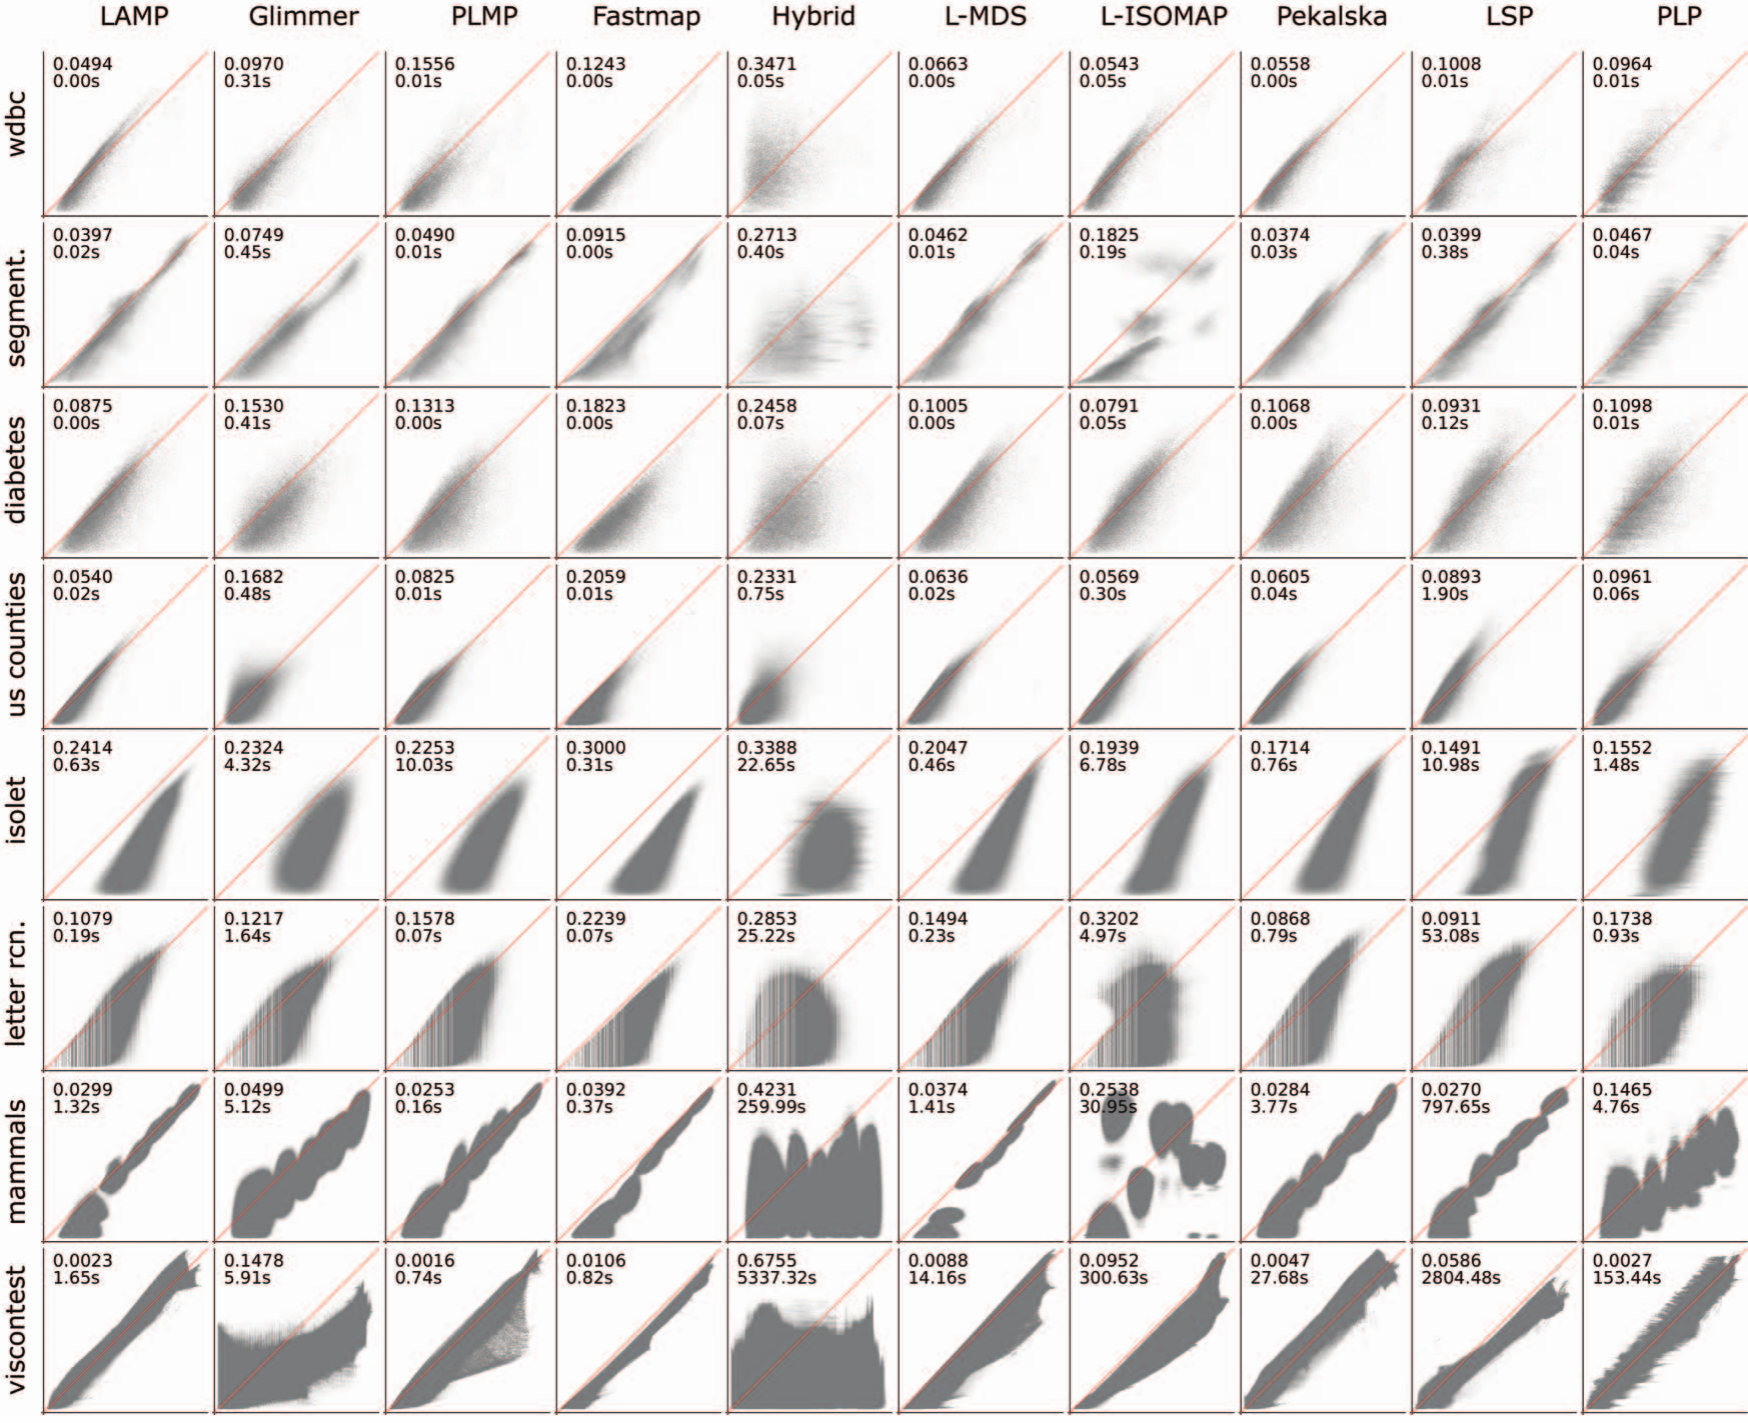 LAMP Glimmer PLMP Fastmap Hybrid L-MDS L-ISOMAP Pekalska LSP PLP
wdbc
0.0494 0.0970 0.1556 0.1243 0.3471 0.0663 0.0543 0.0558 0.1008 0.0964
0.00s 0.31s 0.01s 0.00s 0.05s 0.00s 0.05s 0.00s 0.01s 0.01s
segment.
0.0397 0.0749 0.0490 0.0915 0.2713 0.0462 0.1825 0.0374 0.0399 0.0467
0.02s 0.45s 0.01s 0.00s 0.40s 0.01s 0.19s 0.03s 0.38s 0.04s
diabetes
0.0875 0.1530 0.1313 0.1823 0.2458 0.1005 0.0791 0.1068 0.0931 0.1098
0.00s 0.41s 0.00s 0.00s 0.07s 0.00s 0.05s 0.00s 0.12s 0.01s
us counties
0.0540 0.1682 0.0825 0.2059 0.2331 0.0636 0.0569 0.0605 0.0893 0.0961
0.02s 0.48s 0.01s 0.01s 0.75s 0.02s 0.30s 0.04s 1.90s 0.06s
isolet
0.2414 0.2324 0.2253 0.3000 0.3388 0.2047 0.1939 0.1714 0.1491 0.1552
0.63s 4.32s 10.03s 0.31s 22.65s 0.46s 6.78s 0.76s 10.98s 1.48s
letter rcn.
0.1079 0.1217 0.1578 0.2239 0.2853 0.1494 0.3202 0.0868 0.0911 0.1738
0.19s 1.64s 0.07s 0.07s 25.22s 0.23s 4.97s 0.79s 53.08s 0.93s
mammals
0.0299 0.0499 0.0253 0.0392 0.4231 0.0374 0.2538 0.0284 0.0270 0.1465
1.32s 5.12s 0.16s 0.37s 259.99s 1.41s 30.95s 3.77s 797.65s 4.76s
viscontest
0.0023 0.1478 0.0016 0.0106 0.6755 0.0088 0.0952 0.0047 0.0586 0.0027
1.65s 5.91s 0.74s 0.82s 5337.32s 14.16s 300.63s 27.68s 2804.48s 153.44s